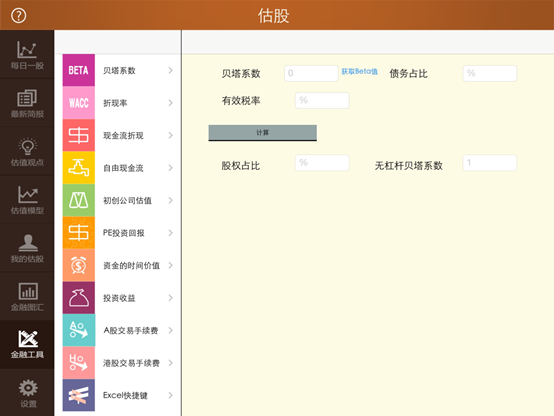 ?
估股
每日一股
最新简报
估值观点
估值模型
我的估股
金融图汇
金融工具
设置
BETA 贝塔系数
WACC 折现率
现金流折现
自由现金流
初创公司估值
PE投资回报
资金的时间价值
投资收益
A股交易手续费
港股交易手续费
Excel快捷键
贝塔系数 0 获取Beta值 债务占比 %
有效税率 %
计算
股权占比 % 无杠杆贝塔系数 1